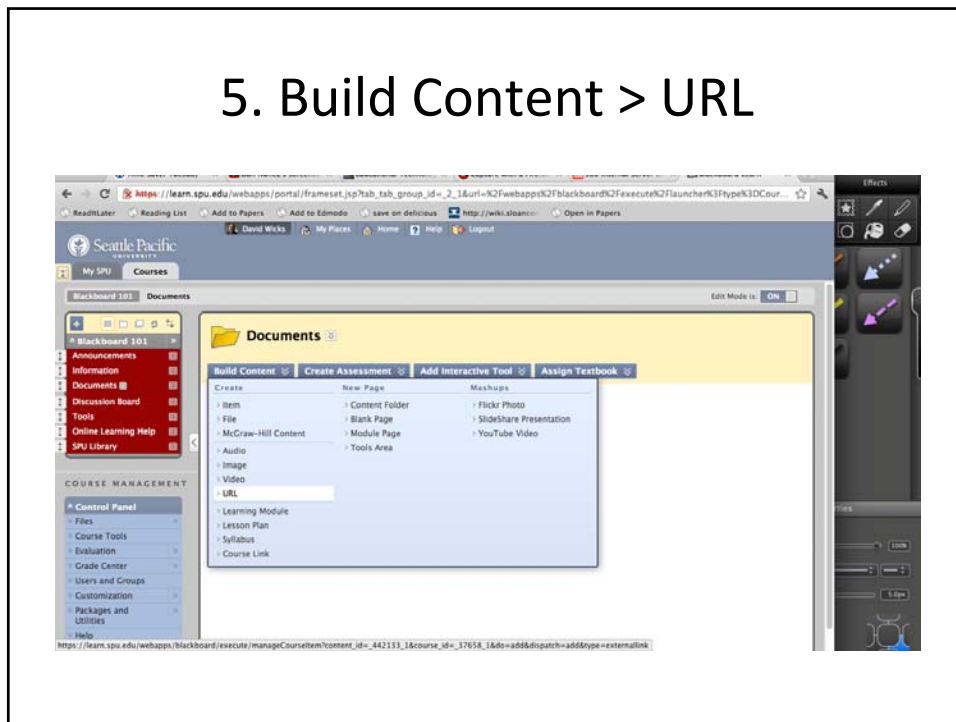 5. Build Content > URL
https://learn.spu.edu/webapps/portal/frameset.jsp?tab_tab_group_id=_2_1&url=%2Fwebapps%2Fblackboard%2Fexecute%2Flauncher%3Ftype%3DCour...
Effects
ReadItLater Reading List Add to Papers Add to Edmodo save on delicious http://wiki.sloancon Open in Papers
David Wicks My Places Home Help Logout
Seattle Pacific
UNIVERSITY
My SPU Courses
Blackboard 101 Documents Edit Mode is: ON
Documents
Blackboard 101
Announcements
Information
Documents
Discussion Board
Tools
Online Learning Help
SPU Library
Build Content Create Assessment Add Interactive Tool Assign Textbook
Create New Page Mashups
Item Content Folder Flickr Photo
File Blank Page SlideShare Presentation
McGraw-Hill Content Module Page YouTube Video
Audio Tools Area
Image
Video
URL
Learning Module
Lesson Plan
Syllabus
Course Link
COURSE MANAGEMENT
Control Panel
Files
Course Tools
Evaluation
Grade Center
Users and Groups
Customization
Packages and
Utilities
Help
100%
5.0px
https://learn.spu.edu/webapps/blackboard/execute/manageCourseItem?content_id=_442133_1&course_id=_37658_1&do=add&dispatch=add&type=externallink